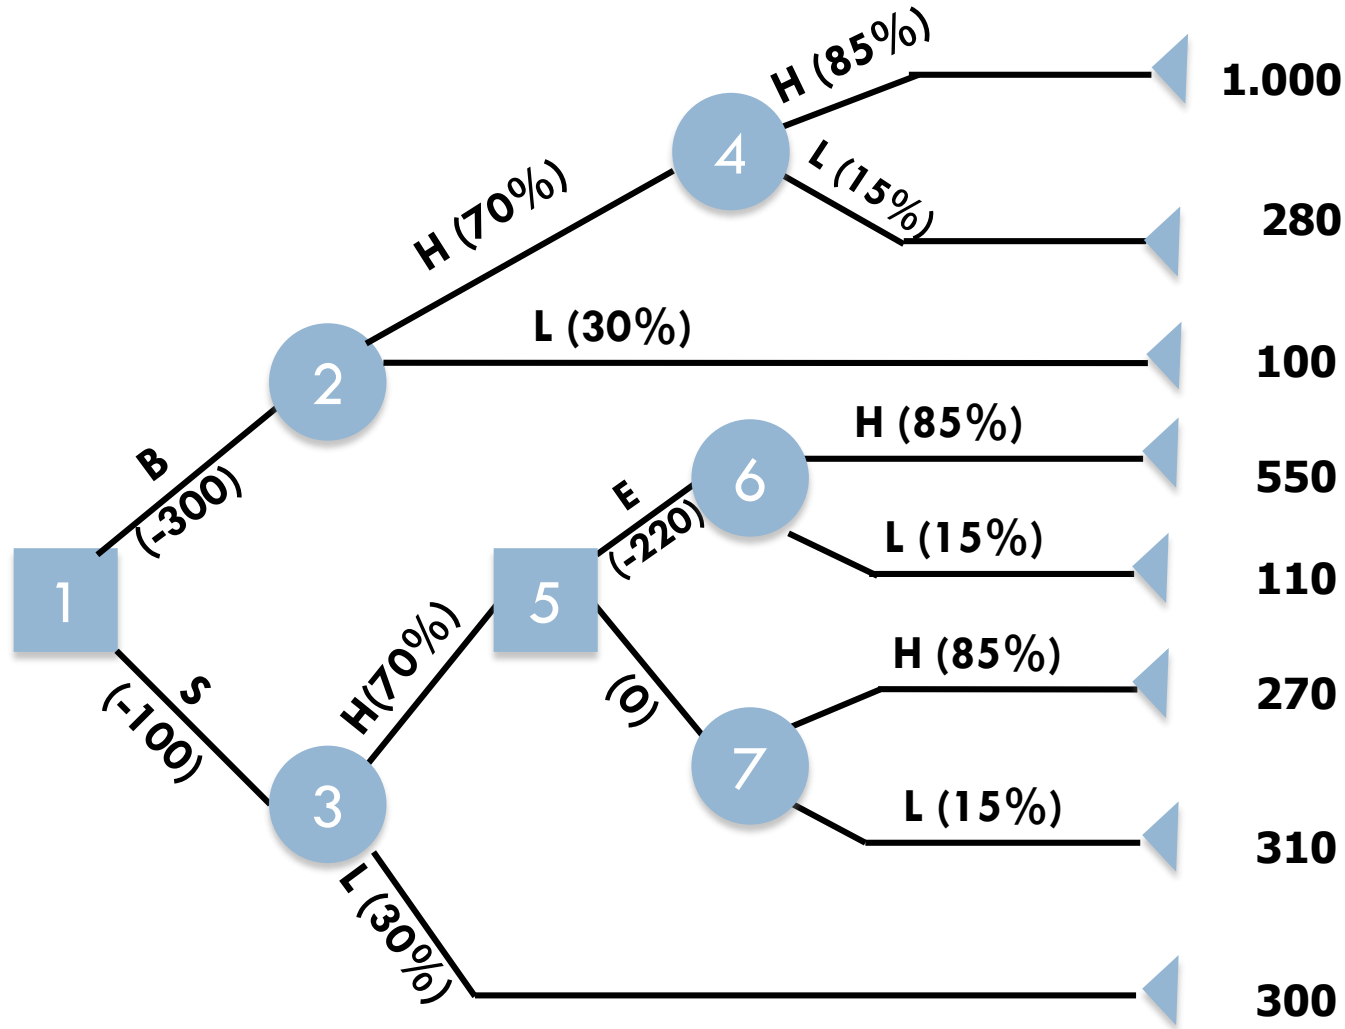 H (85%)
1.000
4
L (15%)
280
H (70%)
L (30%)
100
2
H (85%)
550
B
(-300)
6
E
(-220)
L (15%)
110
1
5
H (85%)
270
H(70%)
(0)
S
(-100)
7
L (15%)
310
3
L (30%)
300